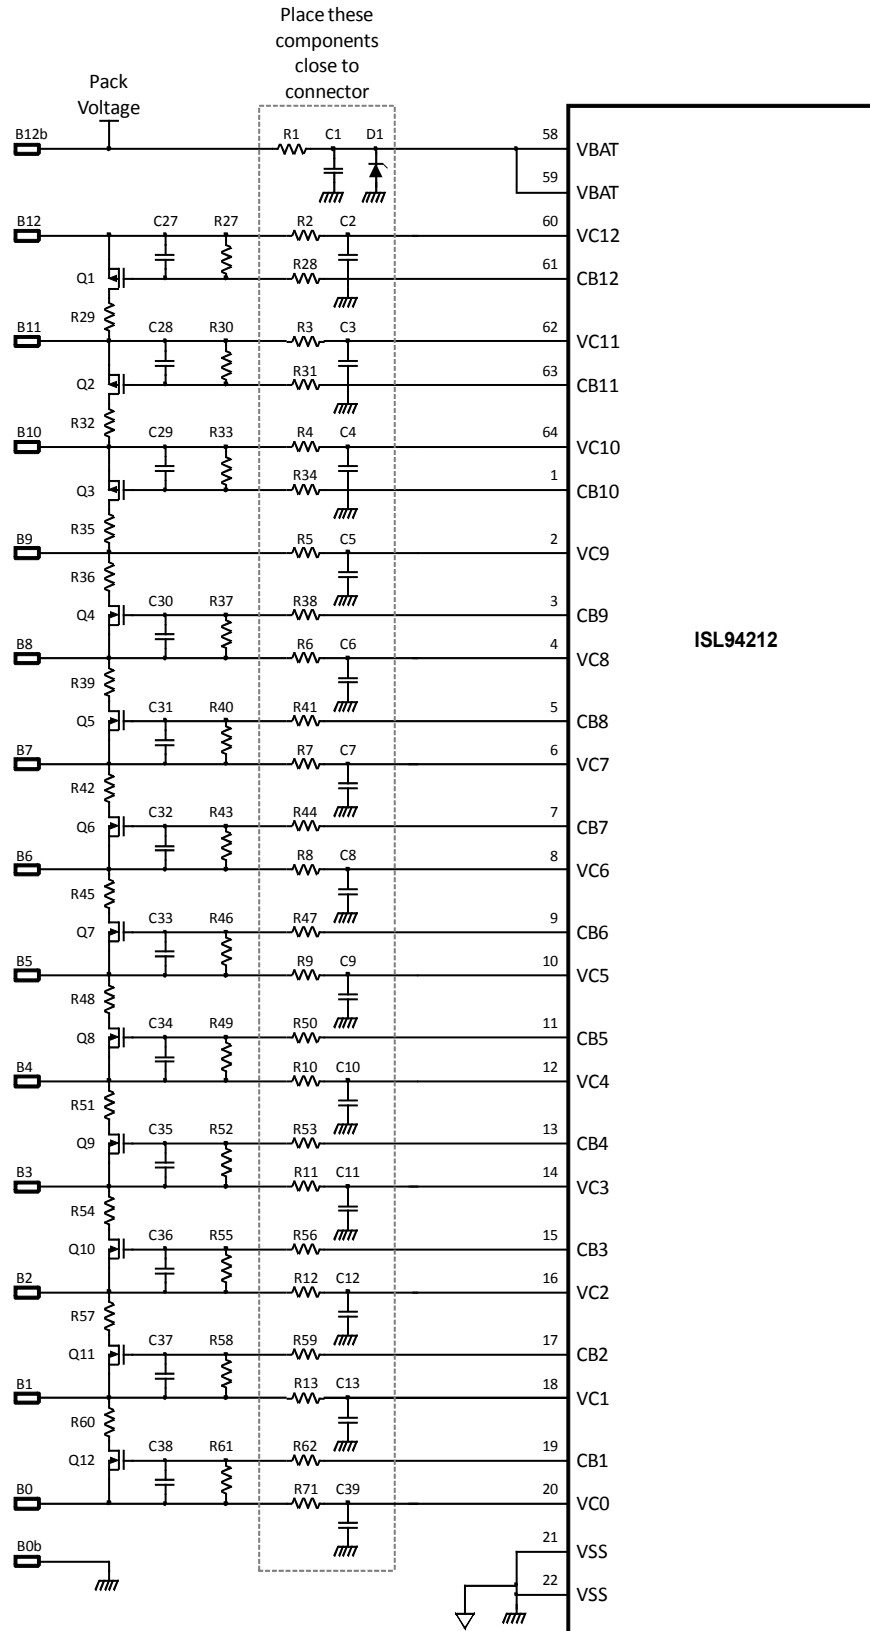 Place these
components
close to
connector
Pack
Voltage
B12b R1 C1 D1 58 VBAT
59 VBAT
B12 C27 R27 R2 C2 60 VC12
Q1 R28 61 CB12
R29
B11 C28 R30 R3 C3 62 VC11
Q2 R31 63 CB11
R32
B10 C29 R33 R4 C4 64 VC10
Q3 R34 1 CB10
R35
B9 R5 C5 2 VC9
R36
Q4 C30 R37 R38 3 CB9
B8 R6 C6 4 VC8
ISL94212
R39
Q5 C31 R40 R41 5 CB8
B7 R7 C7 6 VC7
R42
Q6 C32 R43 R44 7 CB7
B6 R8 C8 8 VC6
R45
Q7 C33 R46 R47 9 CB6
B5 R9 C9 10 VC5
R48
Q8 C34 R49 R50 11 CB5
B4 R10 C10 12 VC4
R51
Q9 C35 R52 R53 13 CB4
B3 R11 C11 14 VC3
R54
Q10 C36 R55 R56 15 CB3
B2 R12 C12 16 VC2
R57
Q11 C37 R58 R59 17 CB2
B1 R13 C13 18 VC1
R60
Q12 C38 R61 R62 19 CB1
B0 R71 C39 20 VC0
21 VSS
B0b
22 VSS